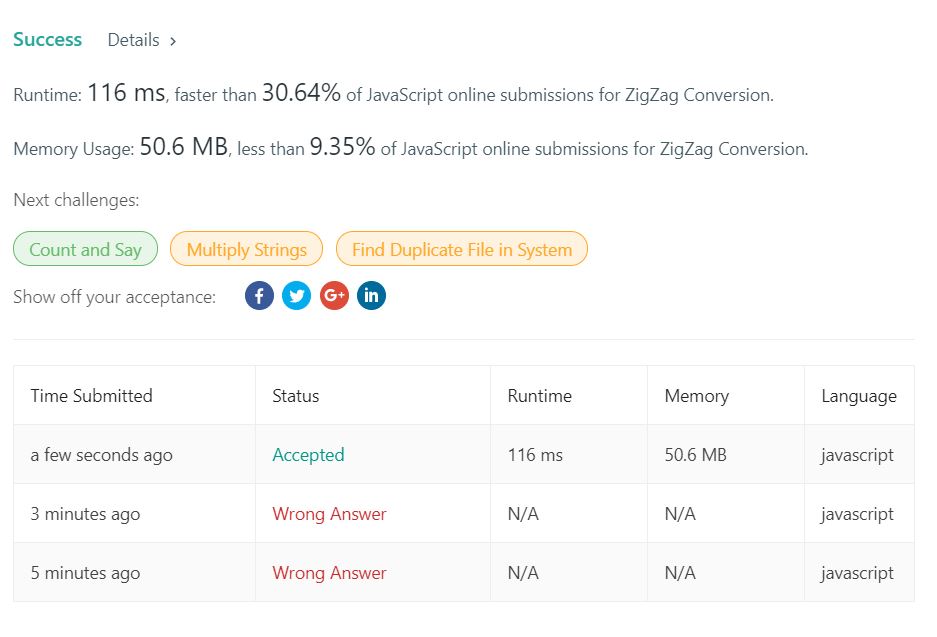 Success Details >
Runtime: 116 ms, faster than 30.64% of JavaScript online submissions for ZigZag Conversion.
Memory Usage: 50.6 MB, less than 9.35% of JavaScript online submissions for ZigZag Conversion.
Next challenges:
Count and Say Multiply Strings Find Duplicate File in System
Show off your acceptance: f G+ in
Time Submitted Status Runtime Memory Language
a few seconds ago Accepted 116 ms 50.6 MB javascript
3 minutes ago Wrong Answer N/A N/A javascript
5 minutes ago Wrong Answer N/A N/A javascript